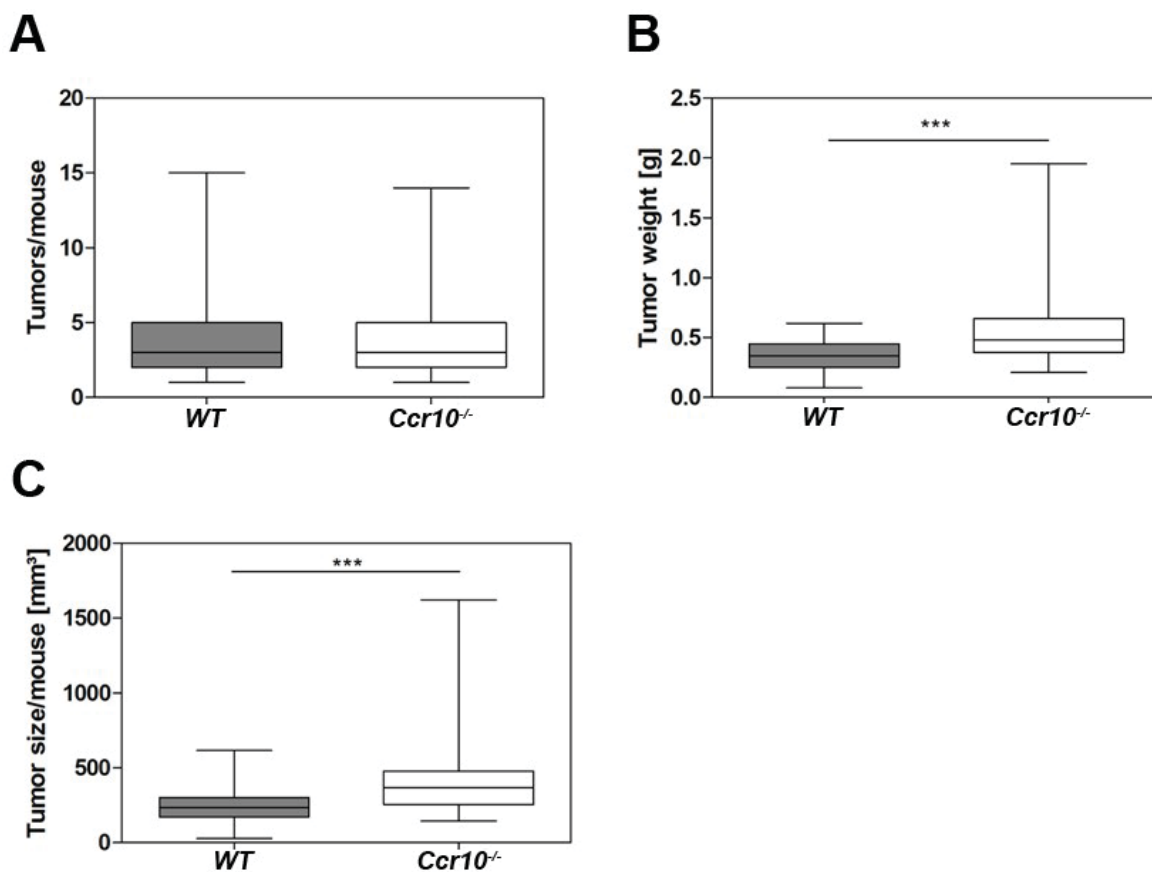 A
B
Tumors/mouse
20
15
10
5
0
WT
Ccr10-/-
Tumor weight [g]
2.5
2.0
1.5
1.0
0.5
0.0
***
WT
Ccr10-/-
C
Tumor size/mouse [mm³]
2000
1500
1000
500
0
***
WT
Ccr10-/-